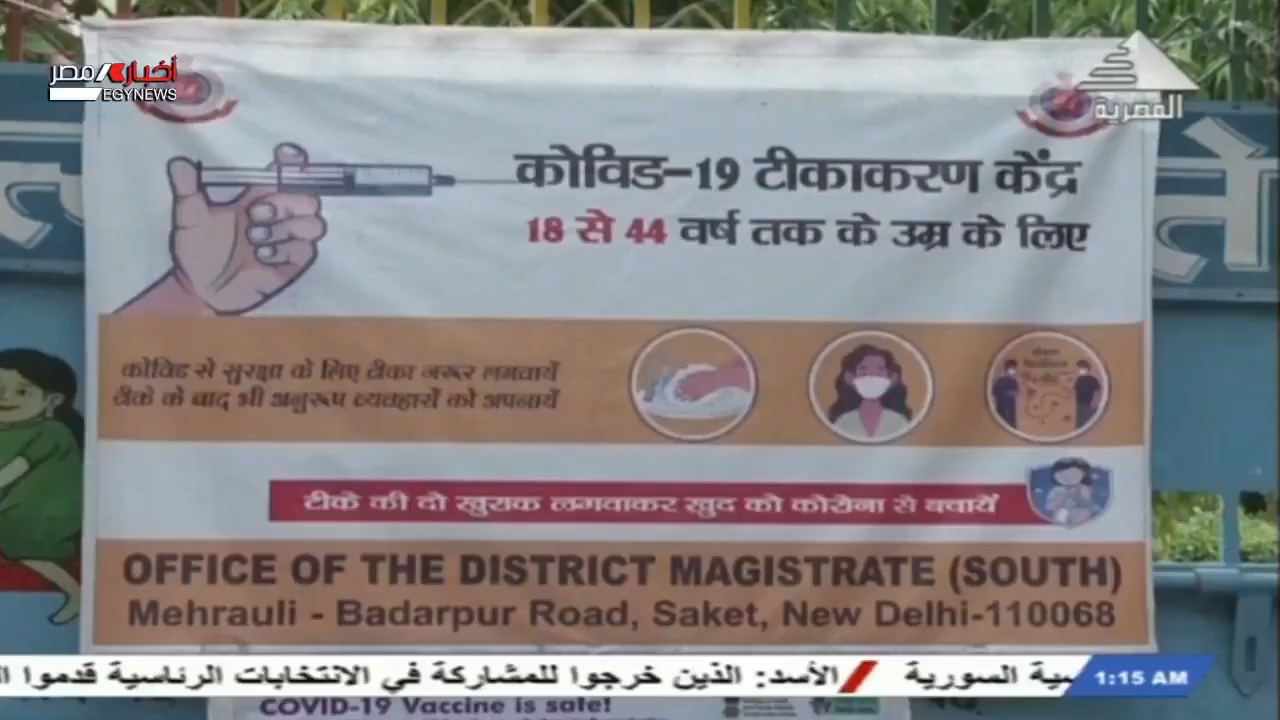 أخبار مصر
EGYNEWS
المصرية
कोविड-19 टीकाकरण केंद्र
18 से 44 वर्ष तक के उम्र के लिए
कोविड से सुरक्षा के लिए टीका जरूर लगवायें
टीके के बाद भी अनुरूप व्यवहारों को अपनायें
टीके की दो खुराक लगवाकर खुद को कोरोना से बचायें
OFFICE OF THE DISTRICT MAGISTRATE (SOUTH)
Mehrauli - Badarpur Road, Saket, New Delhi-110068
السورية الأسد: الذين خرجوا للمشاركة في الانتخابات الرئاسية قدموا
1:15 AM
COVID-19 Vaccine is safe!